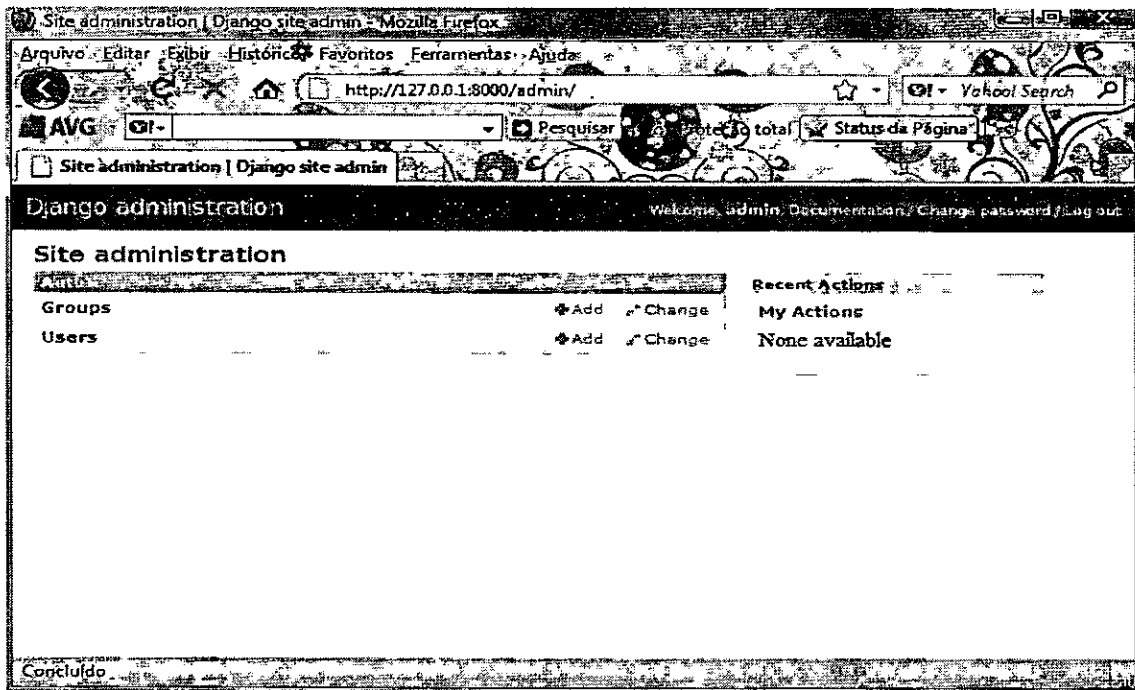 Site administration | Django site admin - Mozilla Firefox
Arquivo Editar Exibir Histórico Favoritos Ferramentas Ajuda
http://127.0.0.1:8000/admin/ Yahoo! Search
AVG Pesquisar Proteção total Status da Página
Site administration | Django site admin
Django administration Welcome, admin. Documentation / Change password / Log out
Site administration
Auth Recent Actions
Groups Add Change My Actions
Users Add Change None available
Concluído